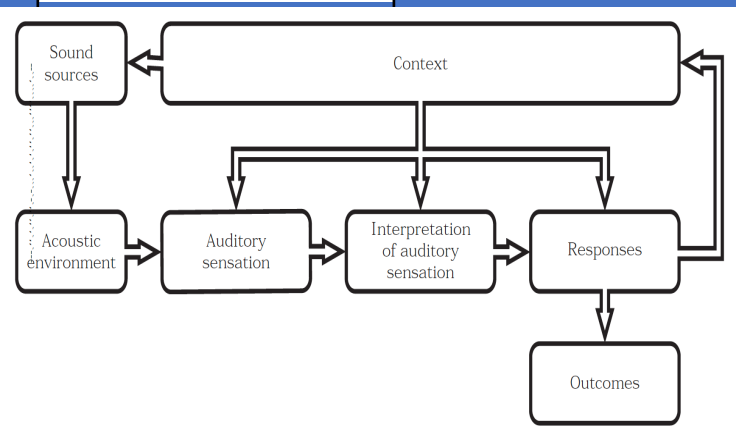 Sound
sources
Context
Acoustic
environment
Auditory
sensation
Interpretation
of auditory
sensation
Responses
Outcomes